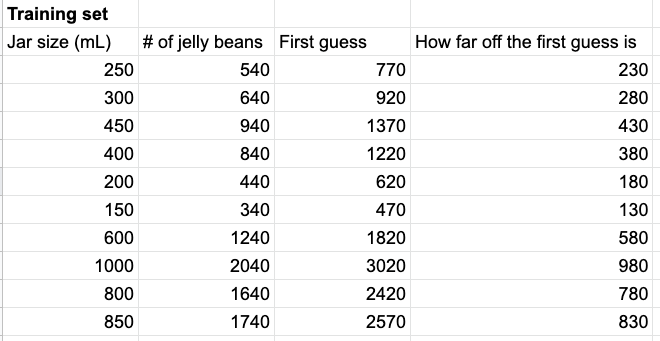 Training set
Jar size (mL) # of jelly beans First guess How far off the first guess is
250 540 770 230
300 640 920 280
450 940 1370 430
400 840 1220 380
200 440 620 180
150 340 470 130
600 1240 1820 580
1000 2040 3020 980
800 1640 2420 780
850 1740 2570 830